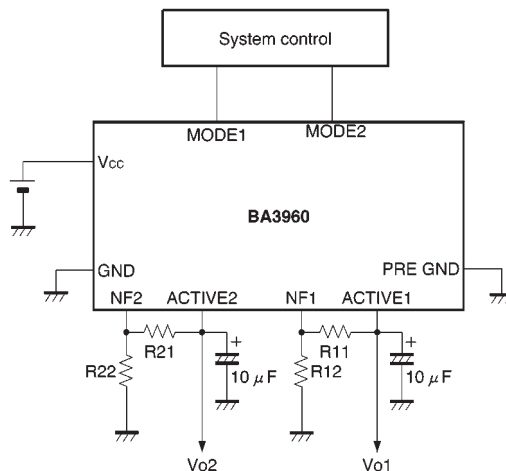 System control
MODE1 MODE2
Vcc
BA3960
GND PRE GND
NF2 ACTIVE2 NF1 ACTIVE1
R21 R11
R22 10 μF R12 10 μF
Vo2 Vo1